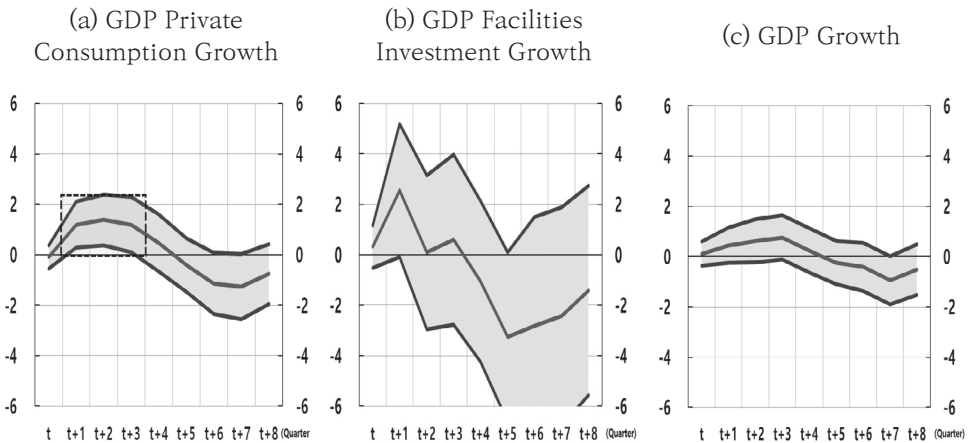 (a) GDP Private
Consumption Growth
(b) GDP Facilities
Investment Growth
(c) GDP Growth
6 6 6 6 6 6
4 4 4 4 4 4
2 2 2 2 2 2
0 0 0 0 0 0
-2 -2 -2 -2 -2 -2
-4 -4 -4 -4 -4 -4
-6 -6 -6 -6 -6 -6
t t+1 t+2 t+3 t+4 t+5 t+6 t+7 t+8 (Quarter
t t+1 t+2 t+3 t+4 t+5 t+6 t+7 t+8 (Quarter)
t t+1 t+2 t+3 t+4 t+5 t+6 t+7 t+8 (Quarter)